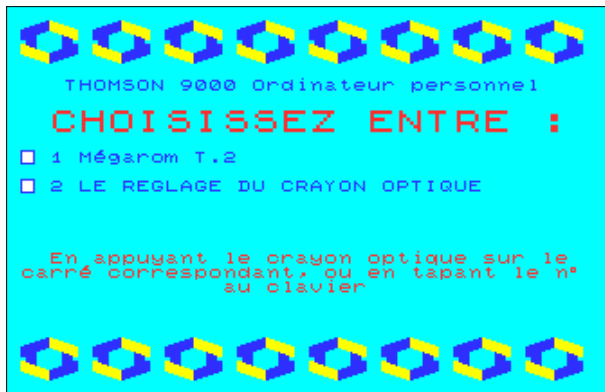 THOMSON 9000 Ordinateur personnel
CHOISISSEZ ENTRE :
1 Mégarom T.2
2 LE REGLAGE DU CRAYON OPTIQUE
En appuyant le crayon optique sur le
carré correspondant, ou en tapant le n°
au clavier